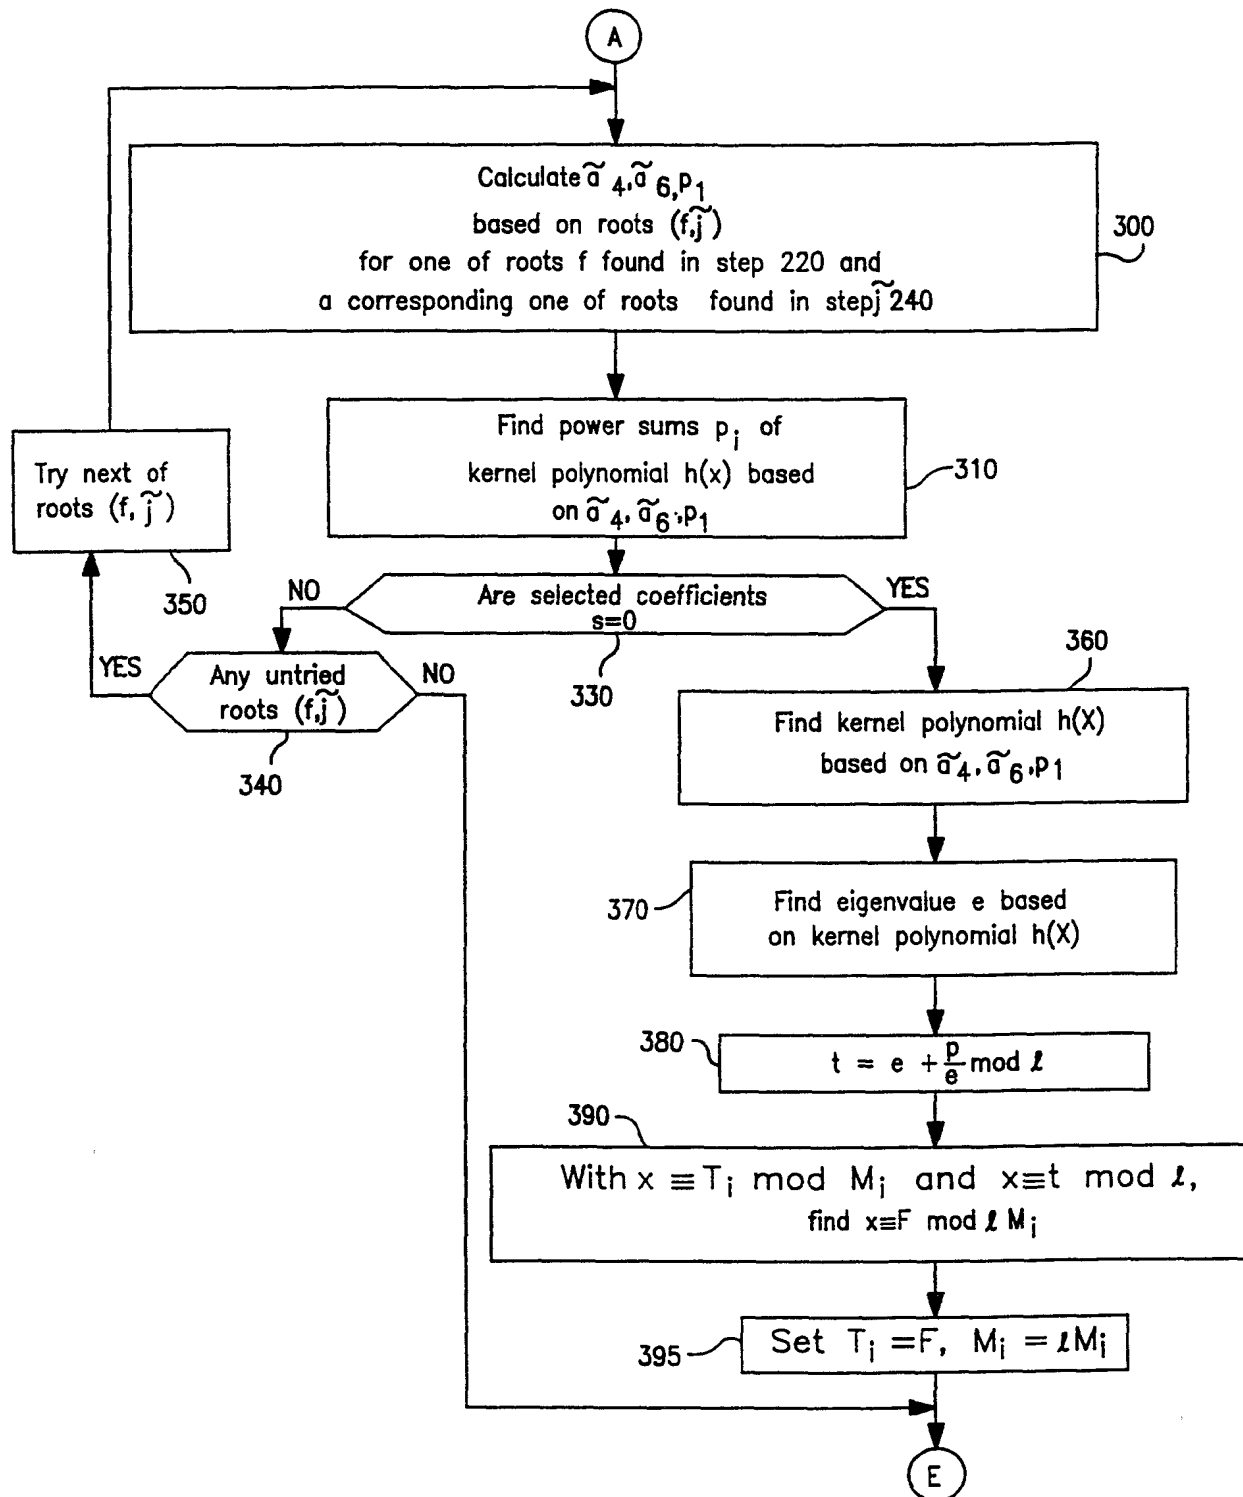 A
Calculate ã 4, ã 6, p1
based on roots (f, j̃)
for one of roots f found in step 220 and
a corresponding one of roots found in step j̃ 240
300
Find power sums pi of
kernel polynomial h(x) based
on ã4, ã6, p1
310
Try next of
roots (f, j̃)
350
NO
Are selected coefficients
s=0
YES
330
YES
Any untried
roots (f, j̃)
NO
340
360
Find kernel polynomial h(X)
based on ã4, ã6, p1
370
Find eigenvalue e based
on kernel polynomial h(X)
380
t = e + p/e mod ℓ
390
With x ≡ Ti mod Mi and x≡t mod ℓ,
find x≡F mod ℓ Mi
395
Set Ti =F, Mi = ℓMi
E